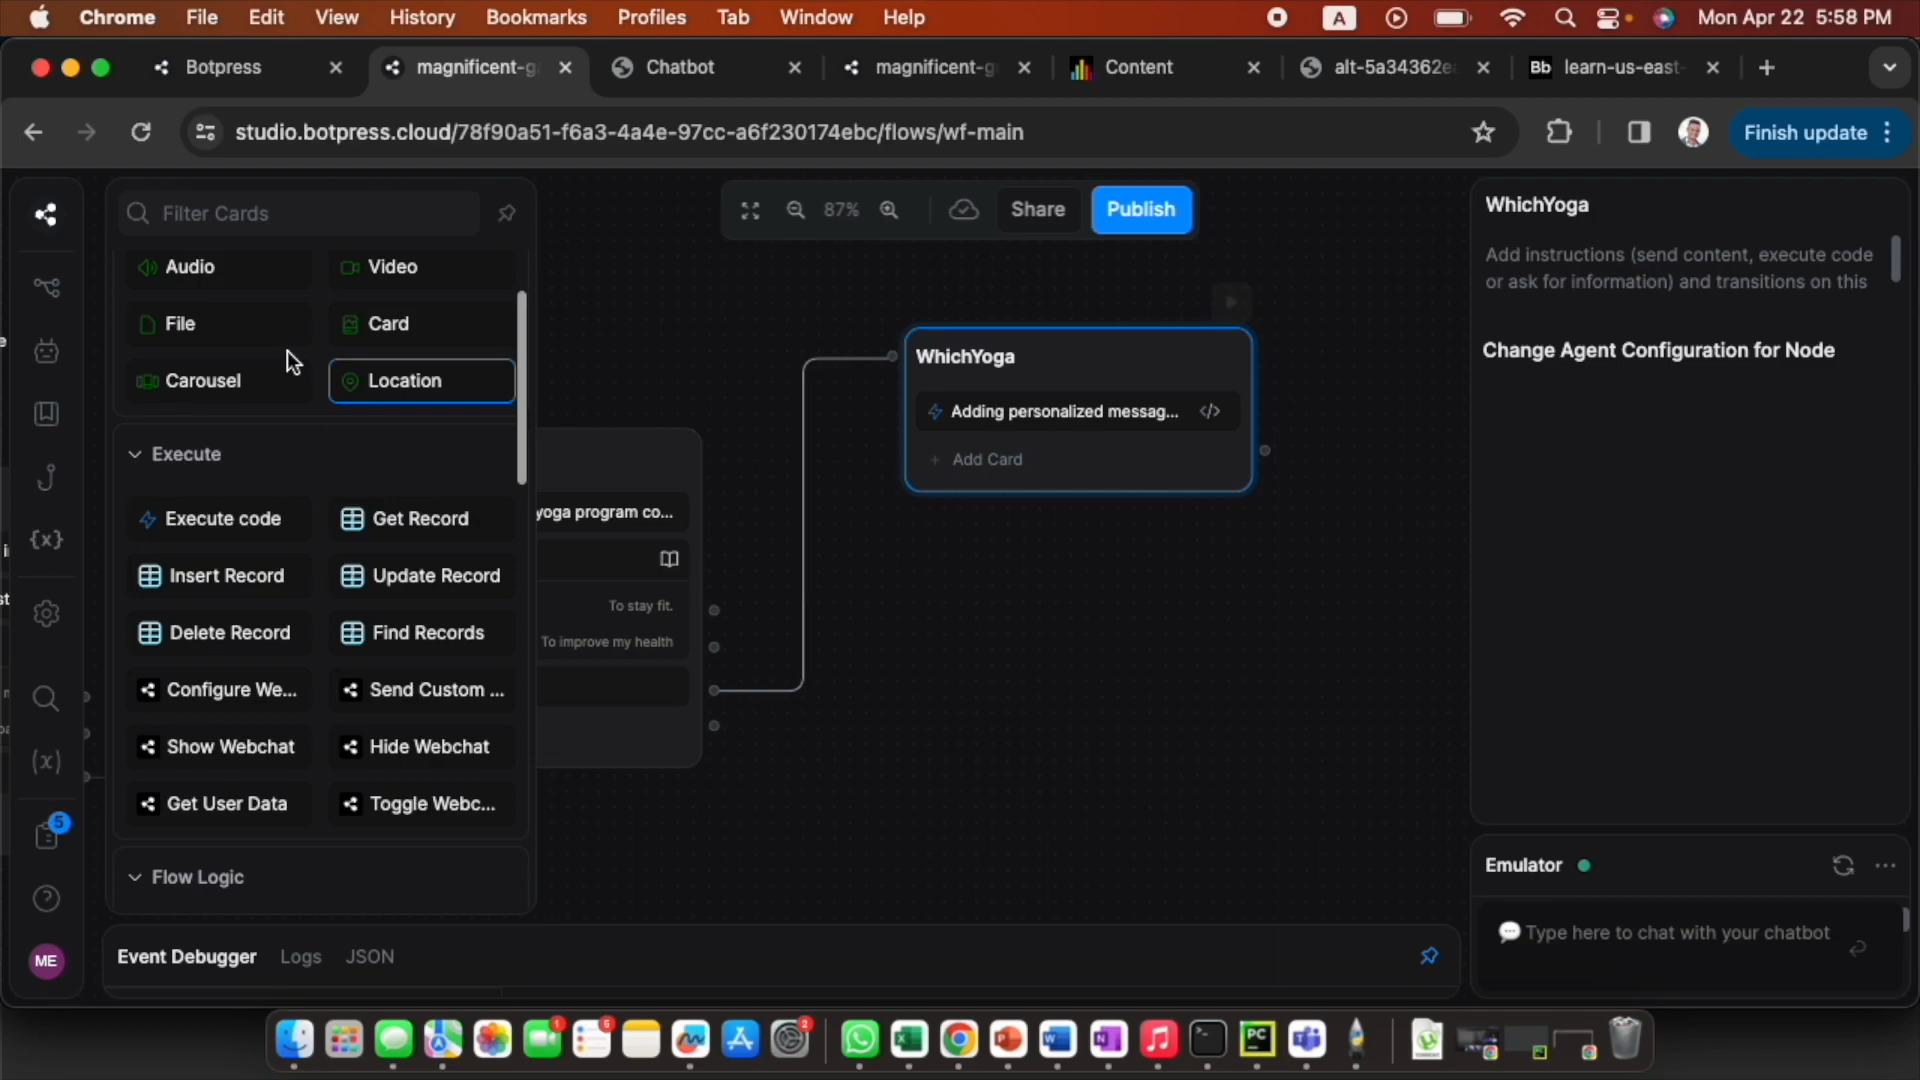 Chrome File Edit View History Bookmarks Profiles Tab Window Help A Mon Apr 22 5:58 PM
Botpress magnificent-g Chatbot magnificent-g Content alt-5a34362e Bb learn-us-east-
studio.botpress.cloud/78f90a51-f6a3-4a4e-97cc-a6f230174ebc/flows/wf-main Finish update
Filter Cards
87% Share Publish
WhichYoga
Add instructions (send content, execute code
or ask for information) and transitions on this
Change Agent Configuration for Node
Audio Video
File Card
Carousel Location
Execute
Execute code Get Record
Insert Record Update Record
Delete Record Find Records
Configure We... Send Custom ...
Show Webchat Hide Webchat
Get User Data Toggle Webc...
Flow Logic
yoga program co...
To stay fit.
To improve my health
WhichYoga
Adding personalized messag... </>
+ Add Card
{x}
(x)
5
ME
Event Debugger Logs JSON
Emulator
Type here to chat with your chatbot
1 5 2 PC